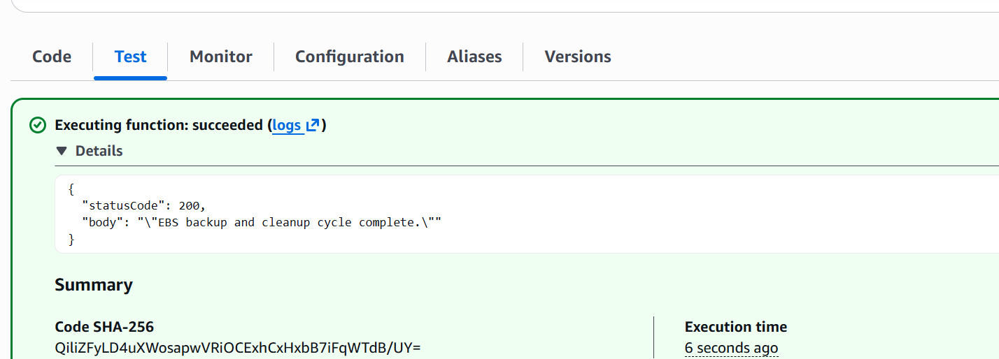 Code Test Monitor Configuration Aliases Versions
Executing function: succeeded (logs)
Details
{
"statusCode": 200,
"body": "\"EBS backup and cleanup cycle complete.\""
}
Summary
Code SHA-256
QiliZFyLD4uXWosapwVRiOCExhCxHxbB7iFqWTdB/UY=
Execution time
6 seconds ago